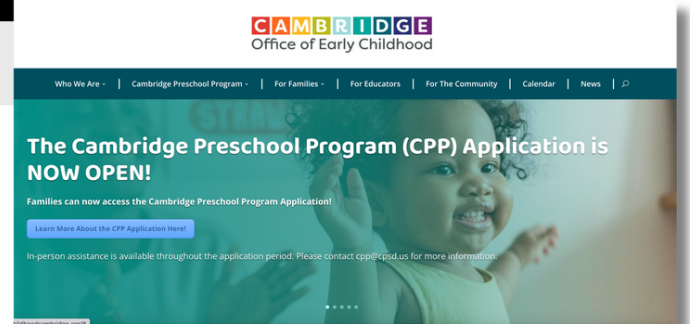 CAMBRIDGE
Office of Early Childhood
Who We Are
Cambridge Preschool Program
For Families
For Educators
For The Community
Calendar
News
The Cambridge Preschool Program (CPP) Application is
NOW OPEN!
Families can now access the Cambridge Preschool Program Application!
Learn More About the CPP Application Here!
In-person assistance is available throughout the application period. Please contact cpp@cpsd.us for more information.